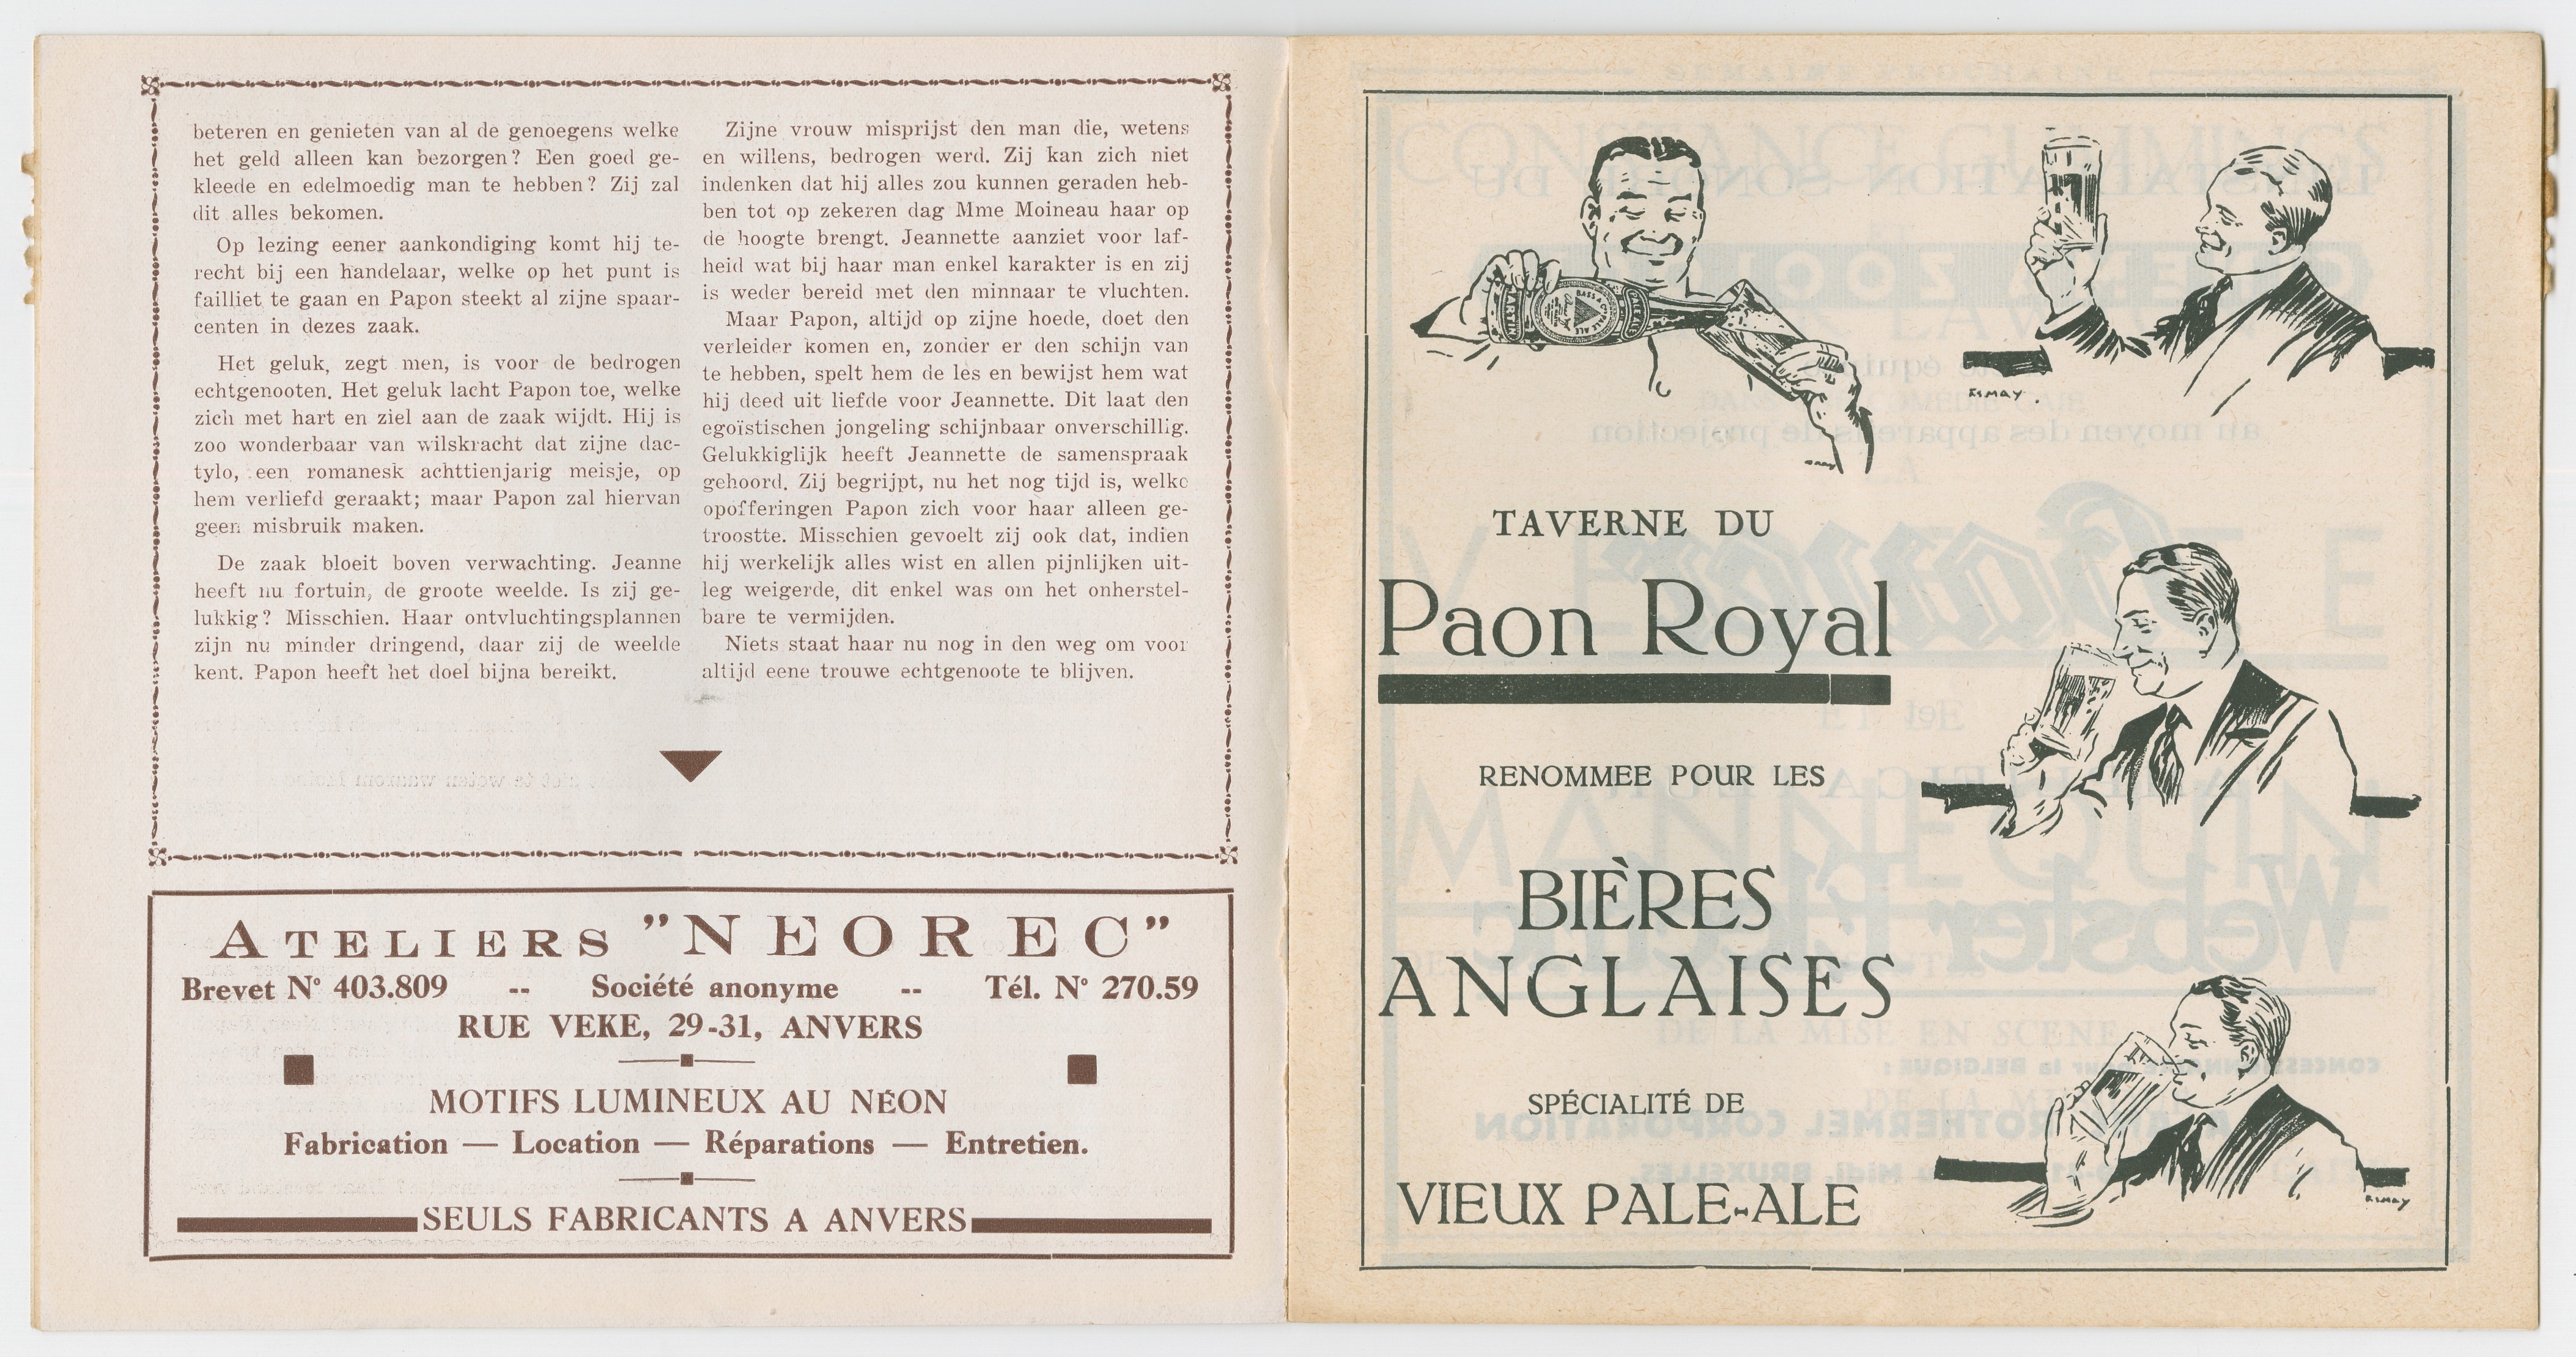 beteren en genieten van al de genoegens welke
het geld alleen kan bezorgen? Een goed ge-
kleede en edelmoedig man te hebben? Zij zal
dit alles bekomen.
Op lezing eener aankondiging komt hij te-
recht bij een handelaar, welke op het punt is
failliet te gaan en Papon steekt al zijne spaar-
centen in dezes zaak.
Het geluk, zegt men, is voor de bedrogen
echtgenooten. Het geluk lacht Papon toe, welke
zich met hart en ziel aan de zaak wijdt. Hij is
zoo wonderbaar van wilskracht dat zijne dac-
tylo, een romanesk achttienjarig meisje, op
hem verliefd geraakt; maar Papon zal hiervan
geen misbruik maken.
De zaak bloeit boven verwachting. Jeanne
heeft nu fortuin, de groote weelde. Is zij ge-
lukkig? Misschien. Haar ontvluchtingsplannen
zijn nu minder dringend, daar zij de weelde
kent. Papon heeft het doel bijna bereikt.
Zijne vrouw misprijst den man die, wetens
en willens, bedrogen werd. Zij kan zich niet
indenken dat hij alles zou kunnen geraden heb-
ben tot op zekeren dag Mme Moineau haar op
de hoogte brengt. Jeannette aanziet voor laf-
heid wat bij haar man enkel karakter is en zij
is weder bereid met den minnaar te vluchten.
Maar Papon, altijd op zijne hoede, doet den
verleider komen en, zonder er den schijn van
te hebben, spelt hem de les en bewijst hem wat
hij deed uit liefde voor Jeannette. Dit laat den
egoïstischen jongeling schijnbaar onverschillig.
Gelukkiglijk heeft Jeannette de samenspraak
gehoord. Zij begrijpt, nu het nog tijd is, welke
opofferingen Papon zich voor haar alleen ge-
troostte. Misschien gevoelt zij ook dat, indien
hij werkelijk alles wist en allen pijnlijken uit-
leg weigerde, dit enkel was om het onherstel-
bare te vermijden.
Niets staat haar nu nog in den weg om voor
altijd eene trouwe echtgenoote te blijven.
ATELIERS "NEOREC"
Brevet N° 403.809 -- Société anonyme -- Tél. N° 270.59
RUE VEKE, 29-31, ANVERS
MOTIFS LUMINEUX AU NÉON
Fabrication — Location — Réparations — Entretien.
SEULS FABRICANTS A ANVERS
BASS & CO
PALE ALE
ESMAY
TAVERNE DU
Paon Royal
RENOMMEE POUR LES
BIÈRES
ANGLAISES
SPÉCIALITÉ DE
VIEUX PALE-ALE
ESMAY